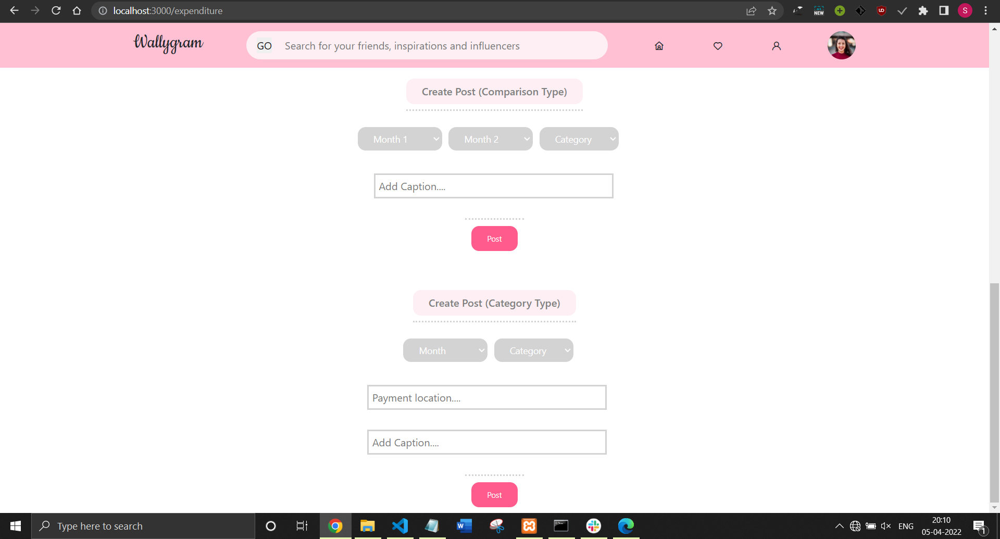 localhost:3000/expenditure
NEW
S
Wallygram
GO
Search for your friends, inspirations and influencers
Create Post (Comparison Type)
Month 1
Month 2
Category
Add Caption....
Post
Create Post (Category Type)
Month
Category
Payment location....
Add Caption....
Post
Type here to search
ENG
20:10
05-04-2022
1